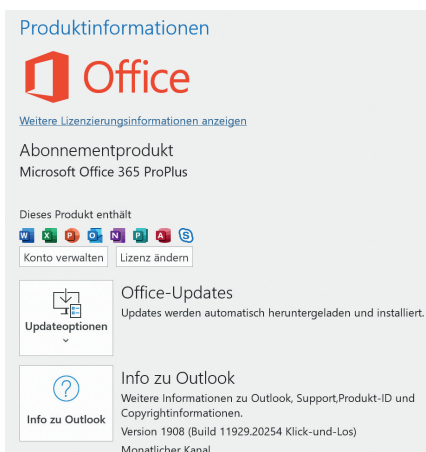 Produktinformationen
Office
Weitere Lizenzierungsinformationen anzeigen
Abonnementprodukt
Microsoft Office 365 ProPlus
Dieses Produkt enthält
Konto verwalten
Lizenz ändern
Office-Updates
Updates werden automatisch heruntergeladen und installiert.
Updateoptionen
Info zu Outlook
Weitere Informationen zu Outlook, Support,Produkt-ID und
Copyrightinformationen.
Info zu Outlook
Version 1908 (Build 11929.20254 Klick-und-Los)
Monatlicher Kanal